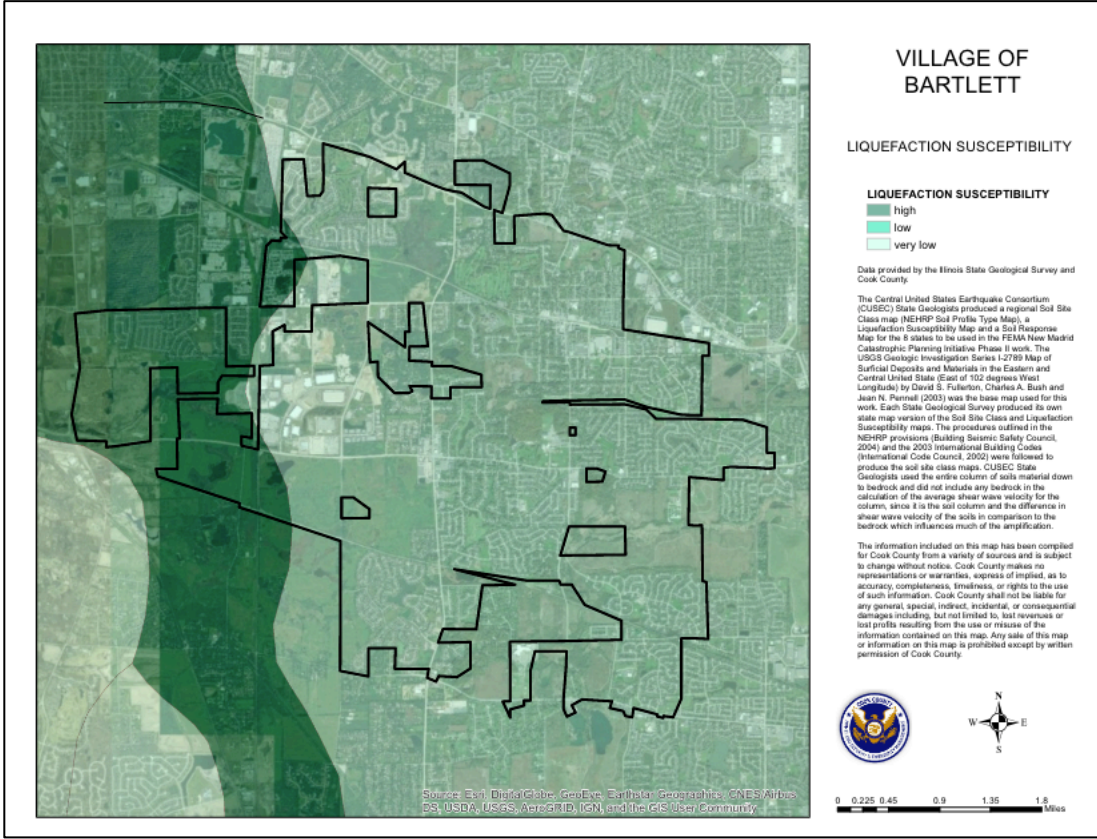 VILLAGE OF
BARTLETT
LIQUEFACTION SUSCEPTIBILITY
LIQUEFACTION SUSCEPTIBILITY
high
low
very low
Data provided by the Illinois State Geological Survey and
Cook County.
The Central United States Earthquake Consortium
(CUSEC) State Geologists produced a regional Soil Site
Class map (NEHRP Soil Profile Type Map), a
Liquefaction Susceptibility Map and a Soil Response
Map for the 8 states to be used in the FEMA New Madrid
Catastrophic Planning Initiative Phase II work. The
USGS Geologic Investigation Series I-2789 Map of
Surficial Deposits and Materials in the Eastern and
Central United State (East of 102 degrees West
Longitude) by David S. Fullerton, Charles A. Bush and
Jean N. Pennell (2003) was the base map used for this
work. Each State Geological Survey produced its own
state map version of the Soil Site Class and Liquefaction
Susceptibility maps. The procedures outlined in the
NEHRP provisions (Building Seismic Safety Council,
2004) and the 2003 International Building Codes
(International Code Council, 2002) were followed to
produce the soil site class maps. CUSEC State
Geologists used the entire column of soils material down
to bedrock and did not include any bedrock in the
calculation of the average shear wave velocity for the
column, since it is the soil column and the difference in
shear wave velocity of the soils in comparison to the
bedrock which influences much of the amplification.
The information included on this map has been compiled
for Cook County from a variety of sources and is subject
to change without notice. Cook County makes no
representations or warranties, express of implied, as to
accuracy, completeness, timeliness, or rights to the use
of such information. Cook County shall not be liable for
any general, special, indirect, incidental, or consequential
damages including, but not limited to, lost revenues or
lost profits resulting from the use or misuse of the
information contained on this map. Any sale of this map
or information on this map is prohibited except by written
permission of Cook County.
COOK COUNTY
N
W E
S
Source: Esri, DigitalGlobe, GeoEye, Earthstar Geographics, CNES/Airbus
DS, USDA, USGS, AeroGRID, IGN, and the GIS User Community
0 0.225 0.45 0.9 1.35 1.8
Miles